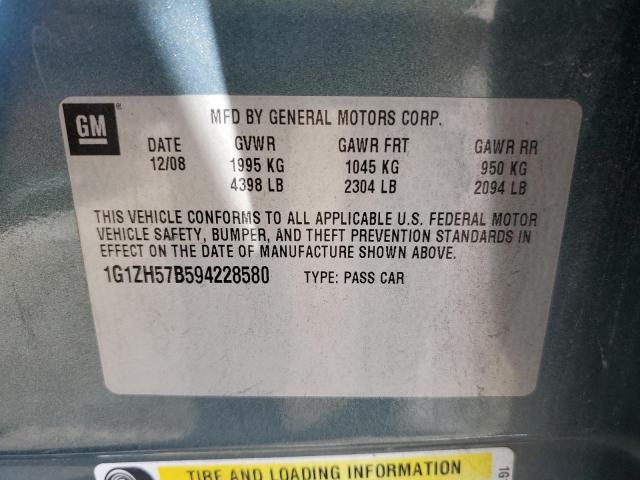 GM
MFD BY GENERAL MOTORS CORP.
DATE GVWR GAWR FRT GAWR RR
12/08 1995 KG 1045 KG 950 KG
4398 LB 2304 LB 2094 LB
THIS VEHICLE CONFORMS TO ALL APPLICABLE U.S. FEDERAL MOTOR
VEHICLE SAFETY, BUMPER, AND THEFT PREVENTION STANDARDS IN
EFFECT ON THE DATE OF MANUFACTURE SHOWN ABOVE.
1G1ZH57B594228580 TYPE: PASS CAR
TIRE AND LOADING INFORMATION
1G